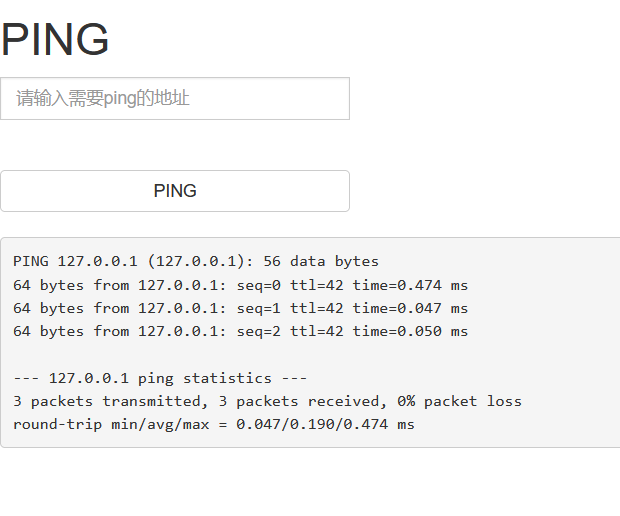 PING
请输入需要ping的地址
PING
PING 127.0.0.1 (127.0.0.1): 56 data bytes
64 bytes from 127.0.0.1: seq=0 ttl=42 time=0.474 ms
64 bytes from 127.0.0.1: seq=1 ttl=42 time=0.047 ms
64 bytes from 127.0.0.1: seq=2 ttl=42 time=0.050 ms
--- 127.0.0.1 ping statistics ---
3 packets transmitted, 3 packets received, 0% packet loss
round-trip min/avg/max = 0.047/0.190/0.474 ms